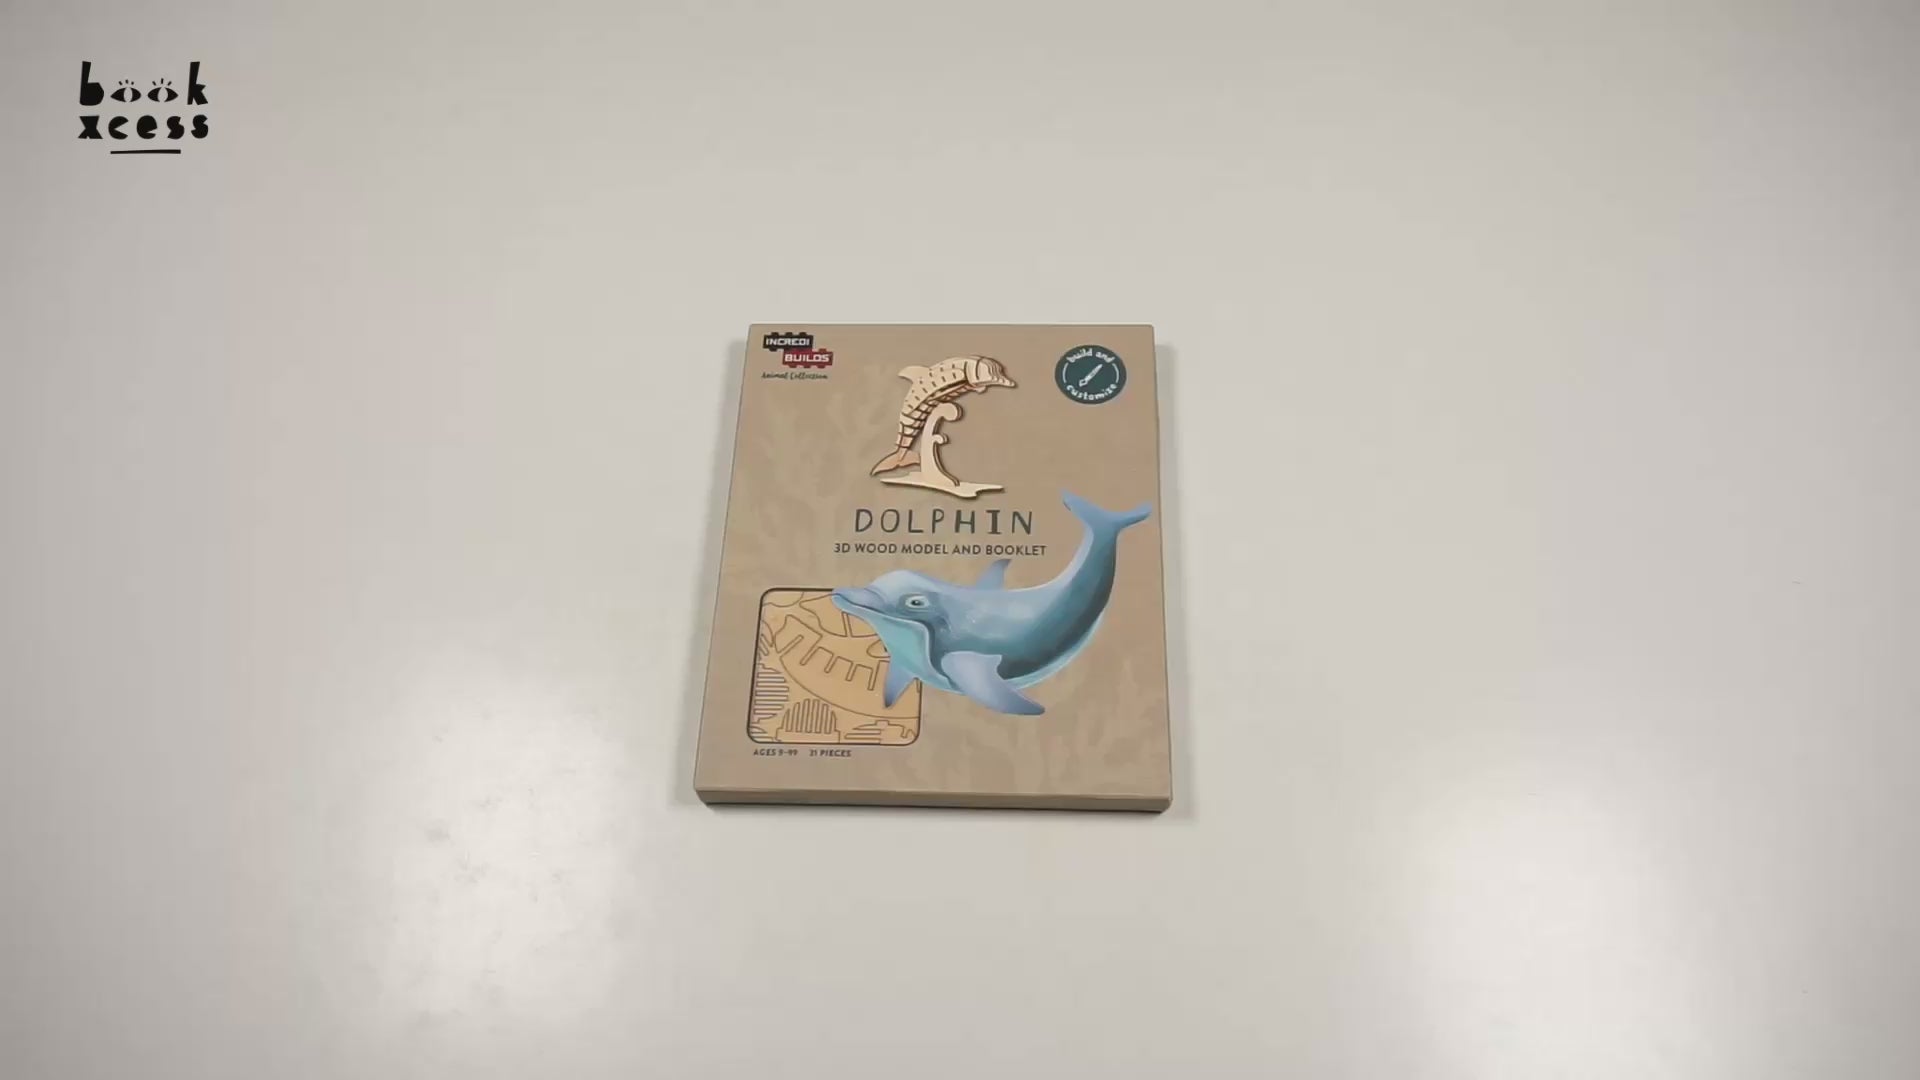 book
xcess
INCREDI
BUILDS
Animal Collection
build and
customize
DOLPHIN
3D WOOD MODEL AND BOOKLET
AGES 9-99 21 PIECES